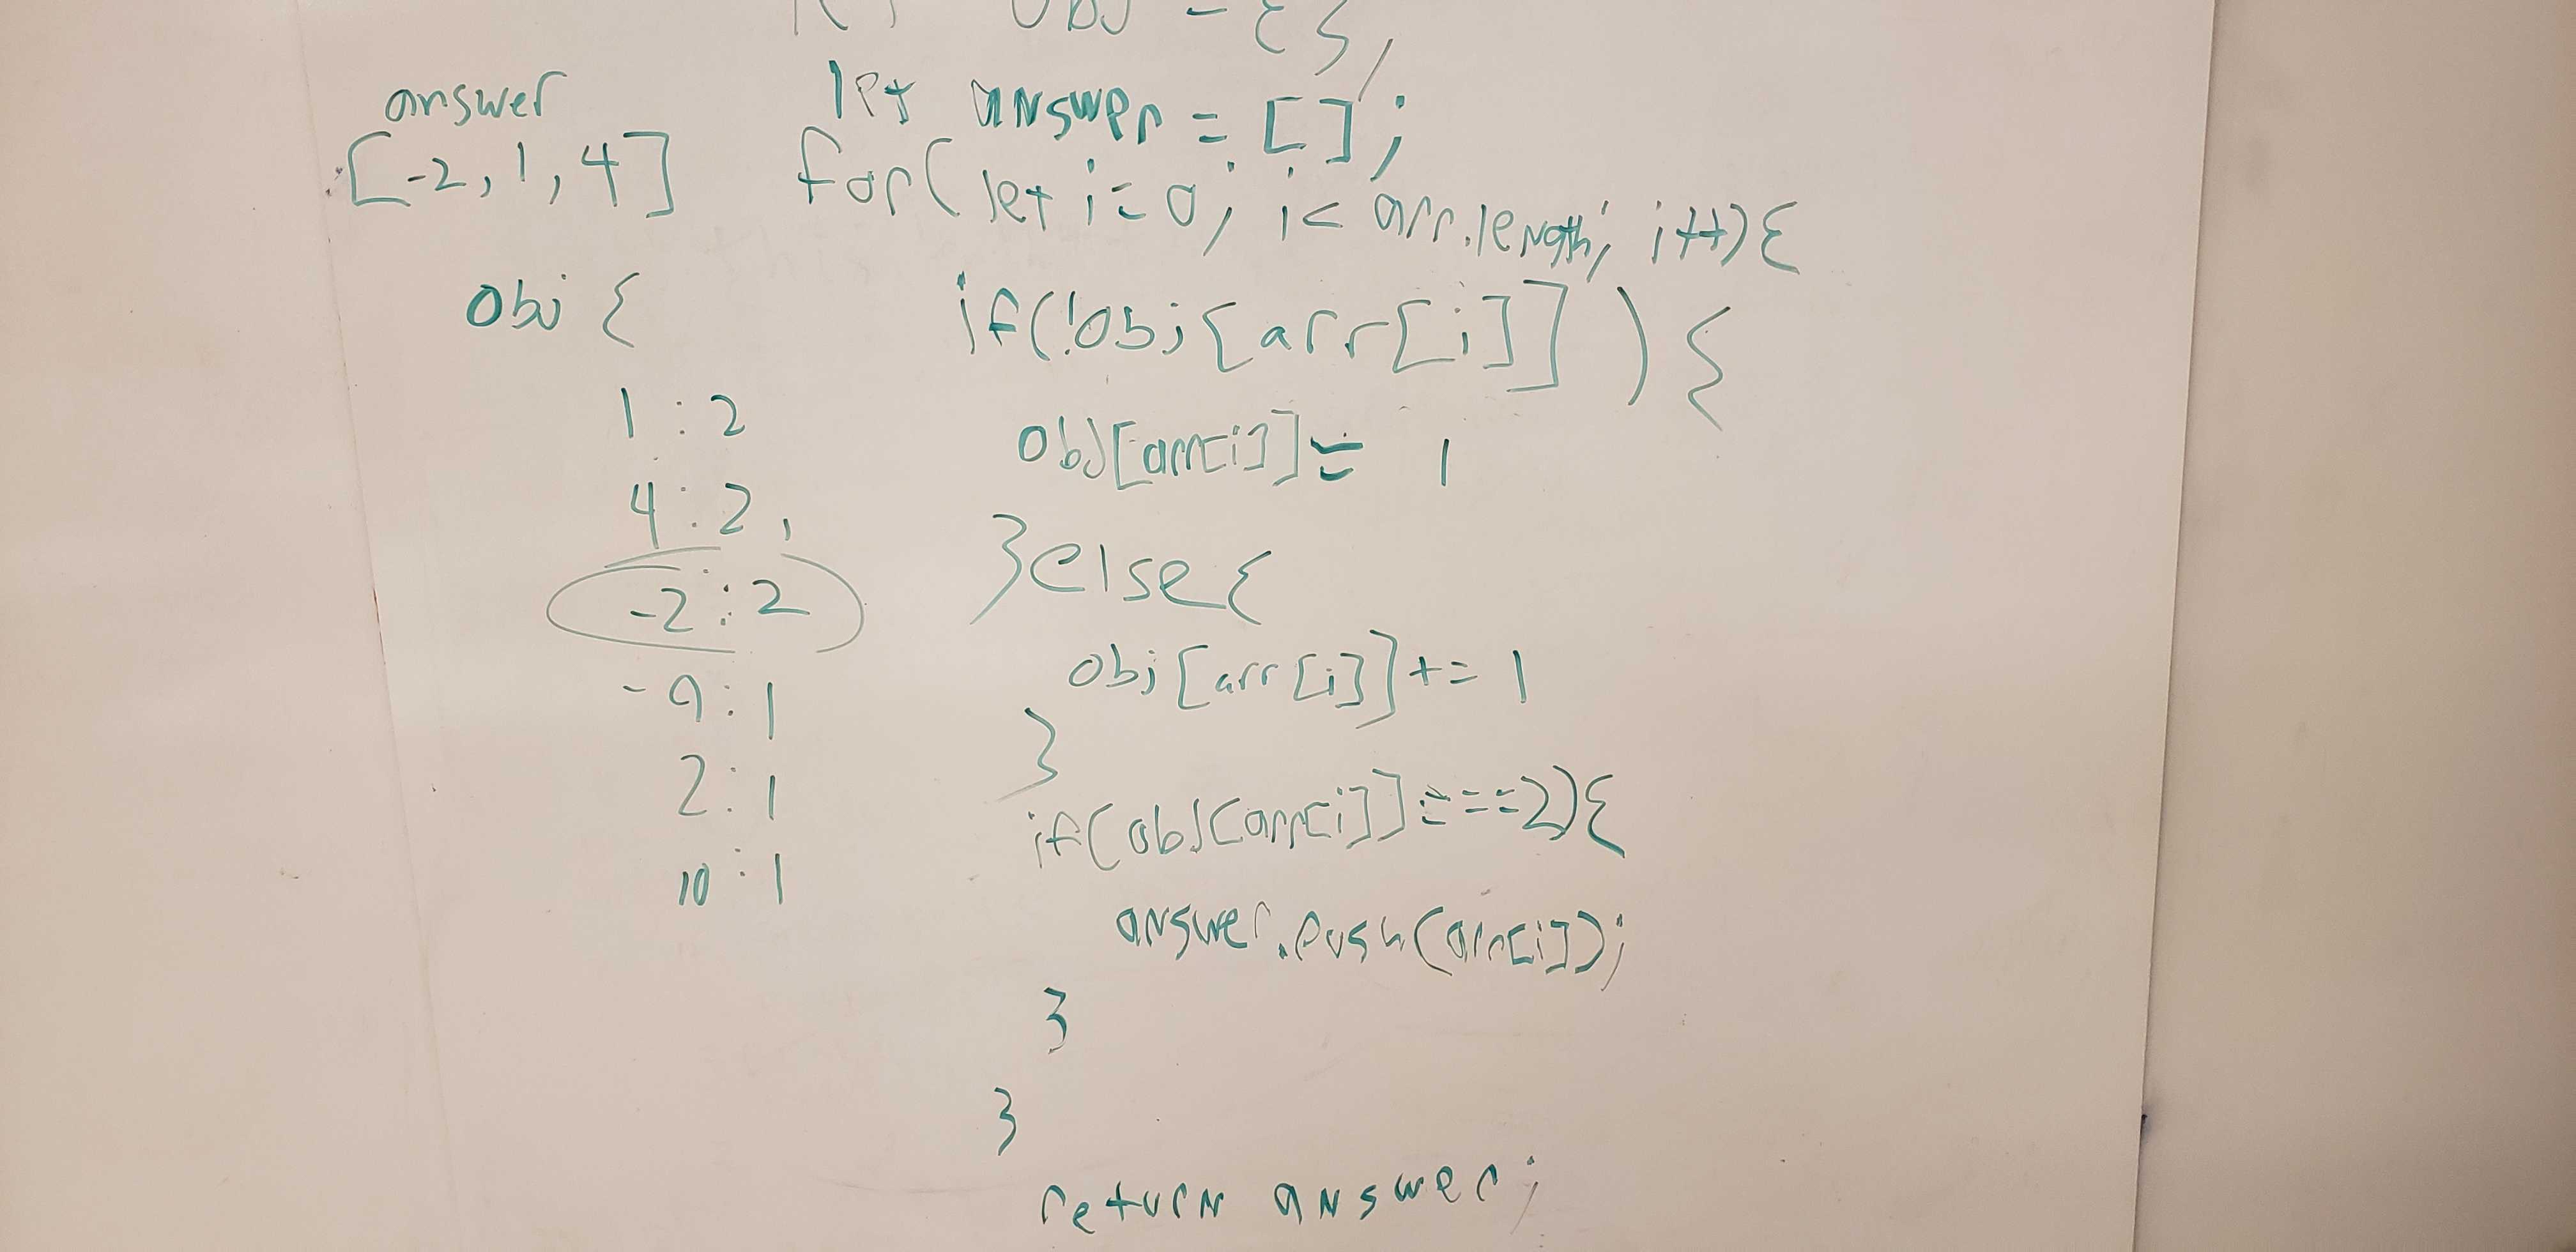 let obj = {};
answer
[-2, 1, 4]
obj {
1 : 2
4 : 2,
-2 : 2
-9 : 1
2 : 1
10 : 1
let answer = [];
for(let i=0; i< arr.length; i++){
if(!obj[arr[i]]){
obj[arr[i]] = 1
}else{
obj[arr[i]]+= 1
}
if(obj[arr[i]]===2){
answer.push(arr[i]);
}
}
return answer;